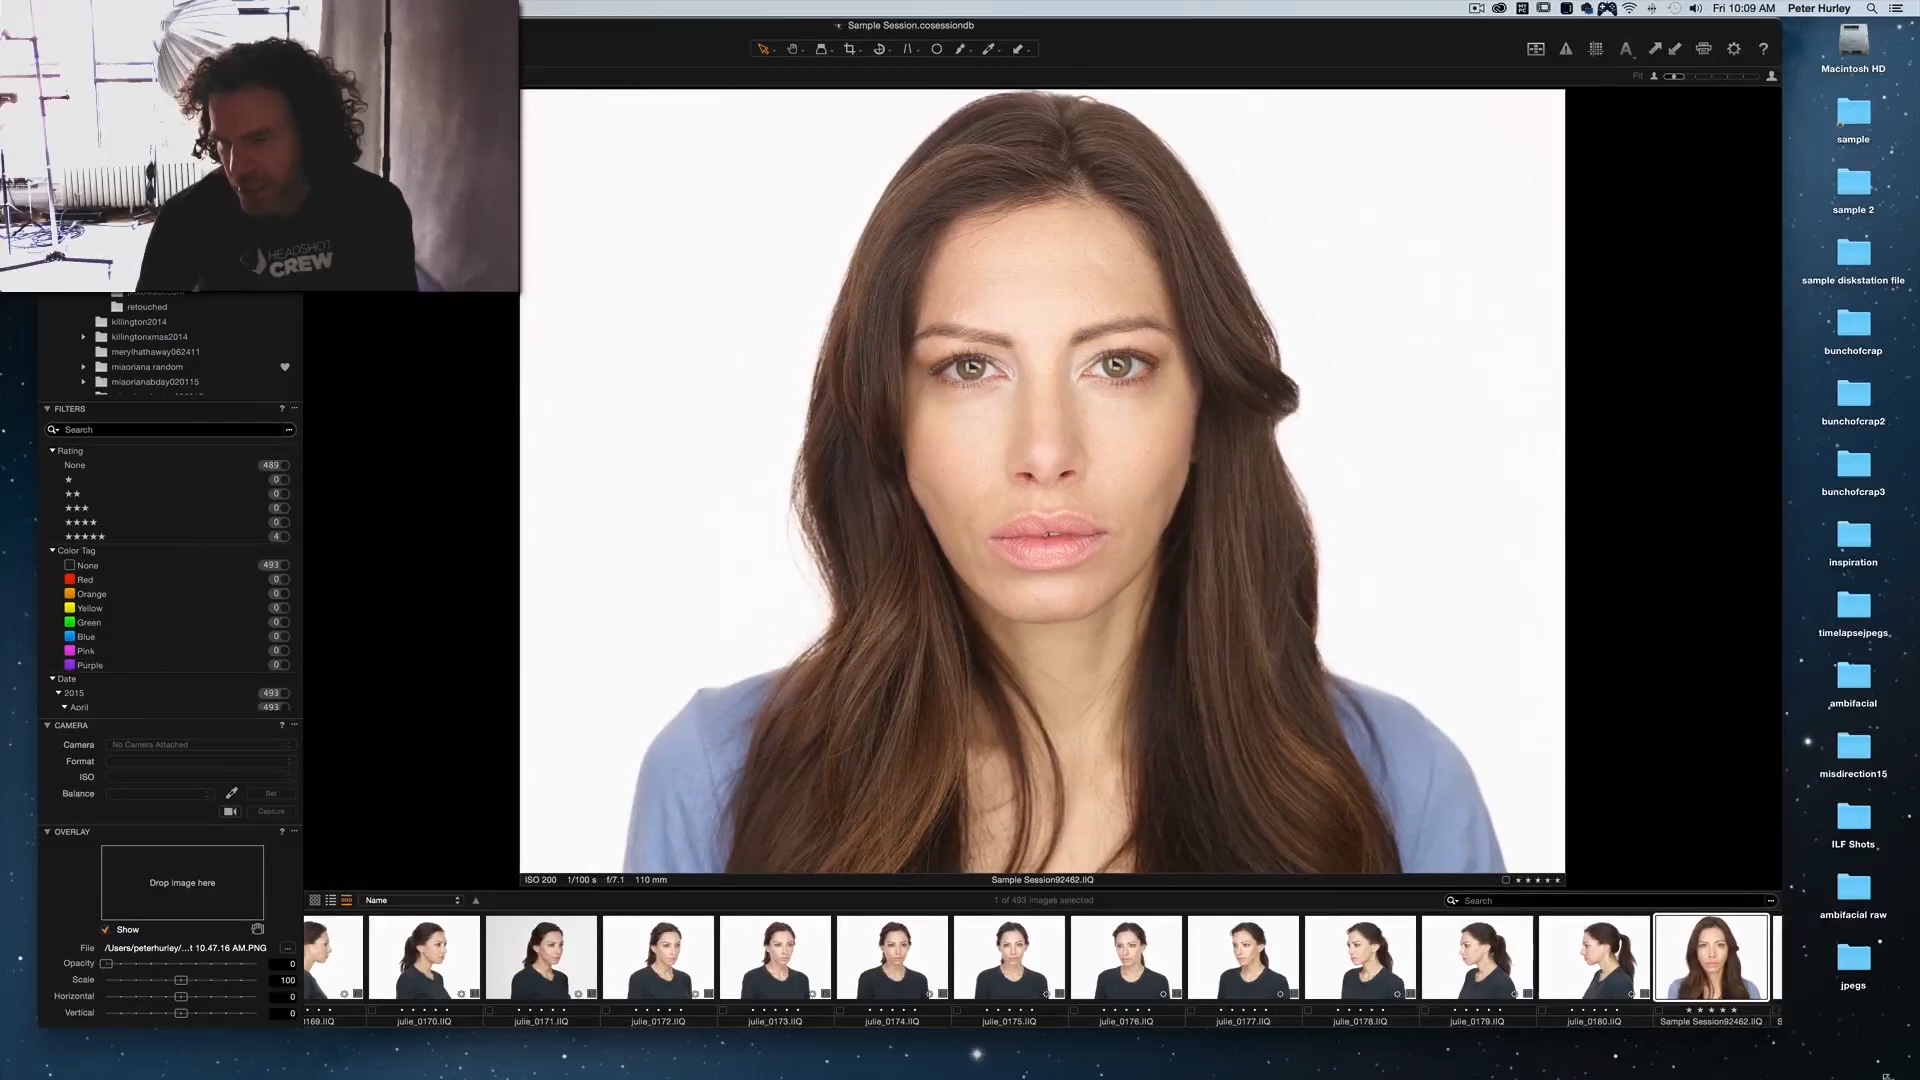 Fri 10:09 AM Peter Hurley
Sample Session.cosessiondb
Fit
HEADSHOT
CREW
retouched
killington2014
killingtonxmas2014
merylhathaway062411
miaoriana random
miaorianabday020115
FILTERS ? ...
Search
Rating
None 489
★ 0
★★ 0
★★★ 0
★★★★ 0
★★★★★ 4
Color Tag
None 493
Red 0
Orange 0
Yellow 0
Green 0
Blue 0
Pink 0
Purple 0
Date
2015 493
April 493
CAMERA ? ...
Camera No Camera Attached
Format
ISO
Balance Set
Capture
OVERLAY ? ...
Drop image here
Show
File /Users/peterhurley/...t 10.47.16 AM.PNG ...
Opacity 0
Scale 100
Horizontal 0
Vertical 0
ISO 200 1/100 s f/7.1 110 mm
Sample Session92462.IIQ
★★★★★
Name
1 of 493 images selected
Search
julie_0170.IIQ
julie_0171.IIQ
julie_0172.IIQ
julie_0173.IIQ
julie_0174.IIQ
julie_0175.IIQ
julie_0176.IIQ
julie_0177.IIQ
julie_0178.IIQ
julie_0179.IIQ
julie_0180.IIQ
Sample Session92462.IIQ
Macintosh HD
sample
sample 2
sample diskstation file
bunchofcrap
bunchofcrap2
bunchofcrap3
inspiration
timelapsejpegs
ambifacial
misdirection15
ILF Shots
ambifacial raw
jpegs